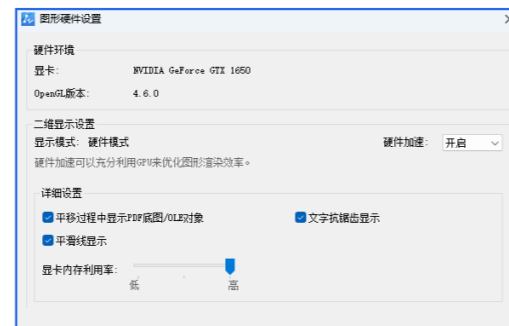 图形硬件设置
硬件环境
显卡: NVIDIA GeForce GTX 1650
OpenGL版本: 4.6.0
二维显示设置
显示模式: 硬件模式 硬件加速: 开启
硬件加速可以充分利用GPU来优化图形渲染效率。
详细设置
平移过程中显示PDF底图/OLE对象 文字抗锯齿显示
平滑线显示
显卡内存利用率:
低 高